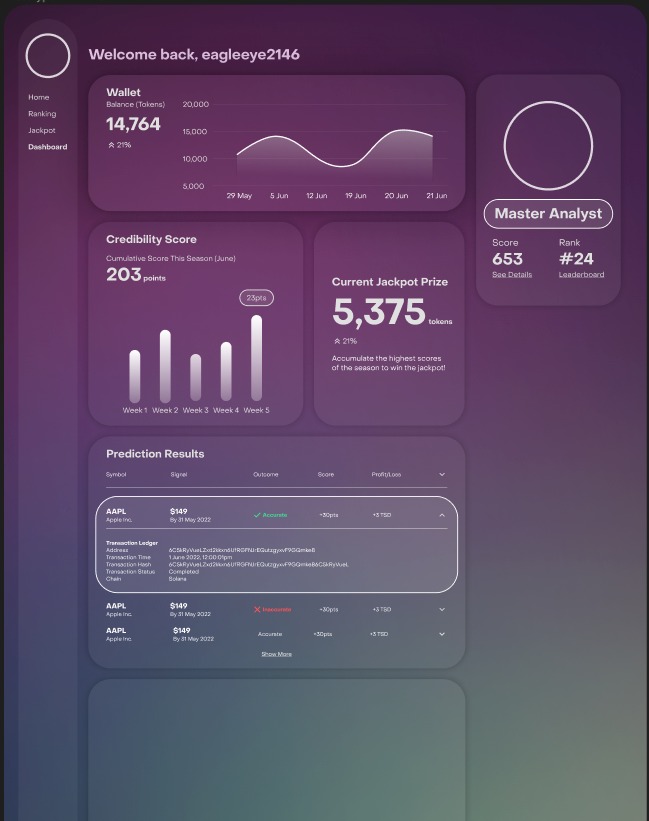 Welcome back, eagleeye2146
Home
Ranking
Jackpot
Dashboard
Wallet
Balance (Tokens)
14,764
21%
20,000
15,000
10,000
5,000
29 May 5 Jun 12 Jun 19 Jun 20 Jun 21 Jun
Master Analyst
Score Rank
653 #24
See Details Leaderboard
Credibility Score
Cumulative Score This Season (June)
203 points
23pts
Week 1 Week 2 Week 3 Week 4 Week 5
Current Jackpot Prize
5,375 tokens
21%
Accumulate the highest scores
of the season to win the jackpot!
Prediction Results
Symbol Signal Outcome Score Profit/Loss
AAPL $149 Accurate +30pts +3 TSD
Apple Inc. By 31 May 2022
Transaction Ledger
Address
Transaction Time 1 June 2022, 12:00:01pm
Transaction Hash
Transaction Status Completed
Chain Solana
AAPL $149 Inaccurate +30pts +3 TSD
Apple Inc. By 31 May 2022
AAPL $149 Accurate +30pts +3 TSD
Apple Inc. By 31 May 2022
Show More